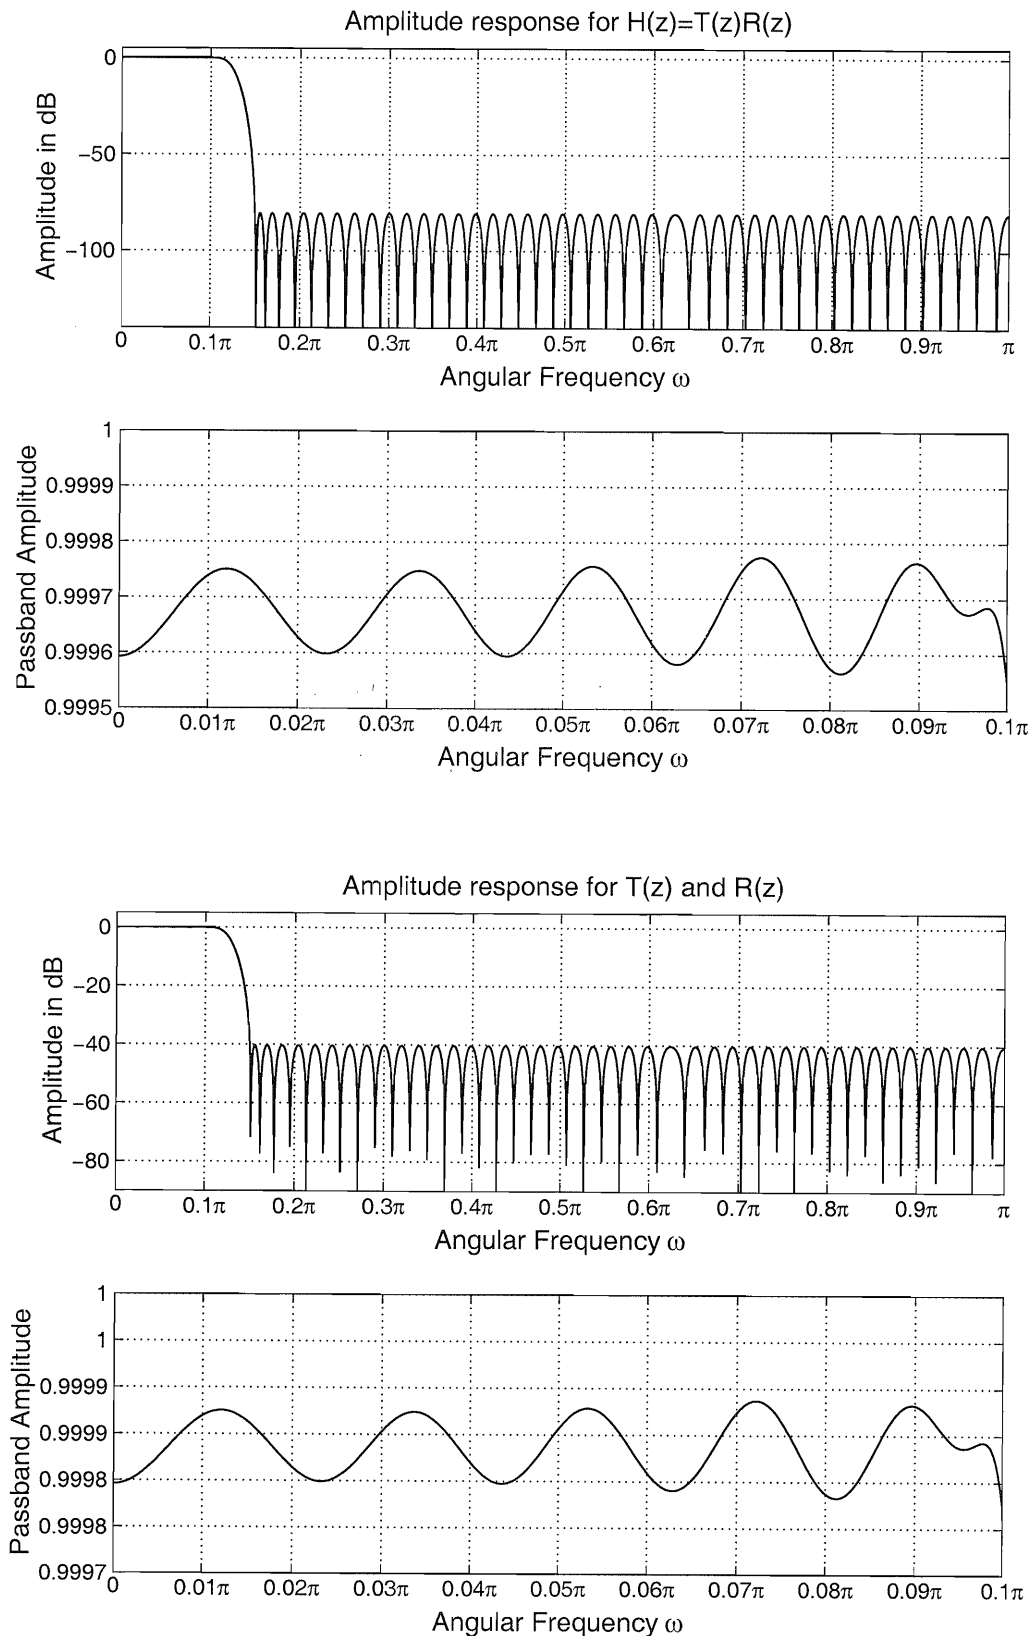 Amplitude response for H(z)=T(z)R(z)
Amplitude in dB
0
−50
−100
0 0.1π 0.2π 0.3π 0.4π 0.5π 0.6π 0.7π 0.8π 0.9π π
Angular Frequency ω
Passband Amplitude
1
0.9999
0.9998
0.9997
0.9996
0.9995
0 0.01π 0.02π 0.03π 0.04π 0.05π 0.06π 0.07π 0.08π 0.09π 0.1π
Angular Frequency ω
Amplitude response for T(z) and R(z)
Amplitude in dB
0
−20
−40
−60
−80
0 0.1π 0.2π 0.3π 0.4π 0.5π 0.6π 0.7π 0.8π 0.9π π
Angular Frequency ω
Passband Amplitude
1
1
0.9999
0.9999
0.9998
0.9998
0.9997
0 0.01π 0.02π 0.03π 0.04π 0.05π 0.06π 0.07π 0.08π 0.09π 0.1π
Angular Frequency ω